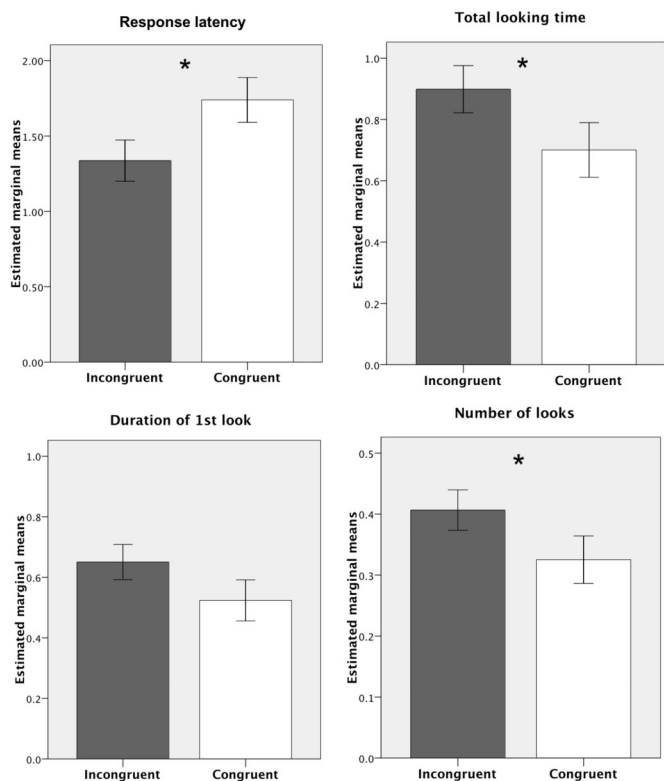 Response latency
*
Estimated marginal means
2.00
1.50
1.00
0.50
0.00
Incongruent Congruent
Total looking time
*
Estimated marginal means
1.0
0.8
0.6
0.4
0.2
0.0
Incongruent Congruent
Duration of 1st look
Estimated marginal means
1.0
0.8
0.6
0.4
0.2
0.0
Incongruent Congruent
Number of looks
*
Estimated marginal means
0.5
0.4
0.3
0.2
0.1
0.0
Incongruent Congruent